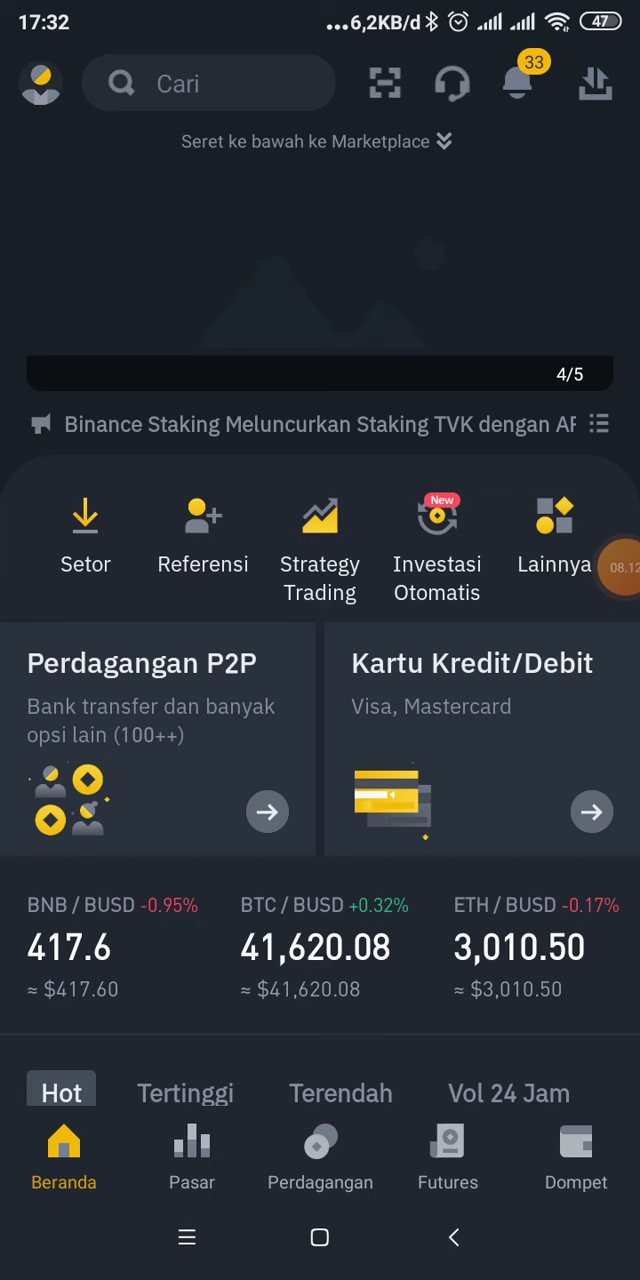 17:32
...6,2KB/d
47
Cari
33
Seret ke bawah ke Marketplace
4/5
Binance Staking Meluncurkan Staking TVK dengan AF
Setor
Referensi
Strategy
Trading
New
Investasi
Otomatis
Lainnya
08.12
Perdagangan P2P
Bank transfer dan banyak
opsi lain (100++)
Kartu Kredit/Debit
Visa, Mastercard
BNB / BUSD -0.95%
417.6
≈ $417.60
BTC / BUSD +0.32%
41,620.08
≈ $41,620.08
ETH / BUSD -0.17%
3,010.50
≈ $3,010.50
Hot
Tertinggi
Terendah
Vol 24 Jam
Beranda
Pasar
Perdagangan
Futures
Dompet